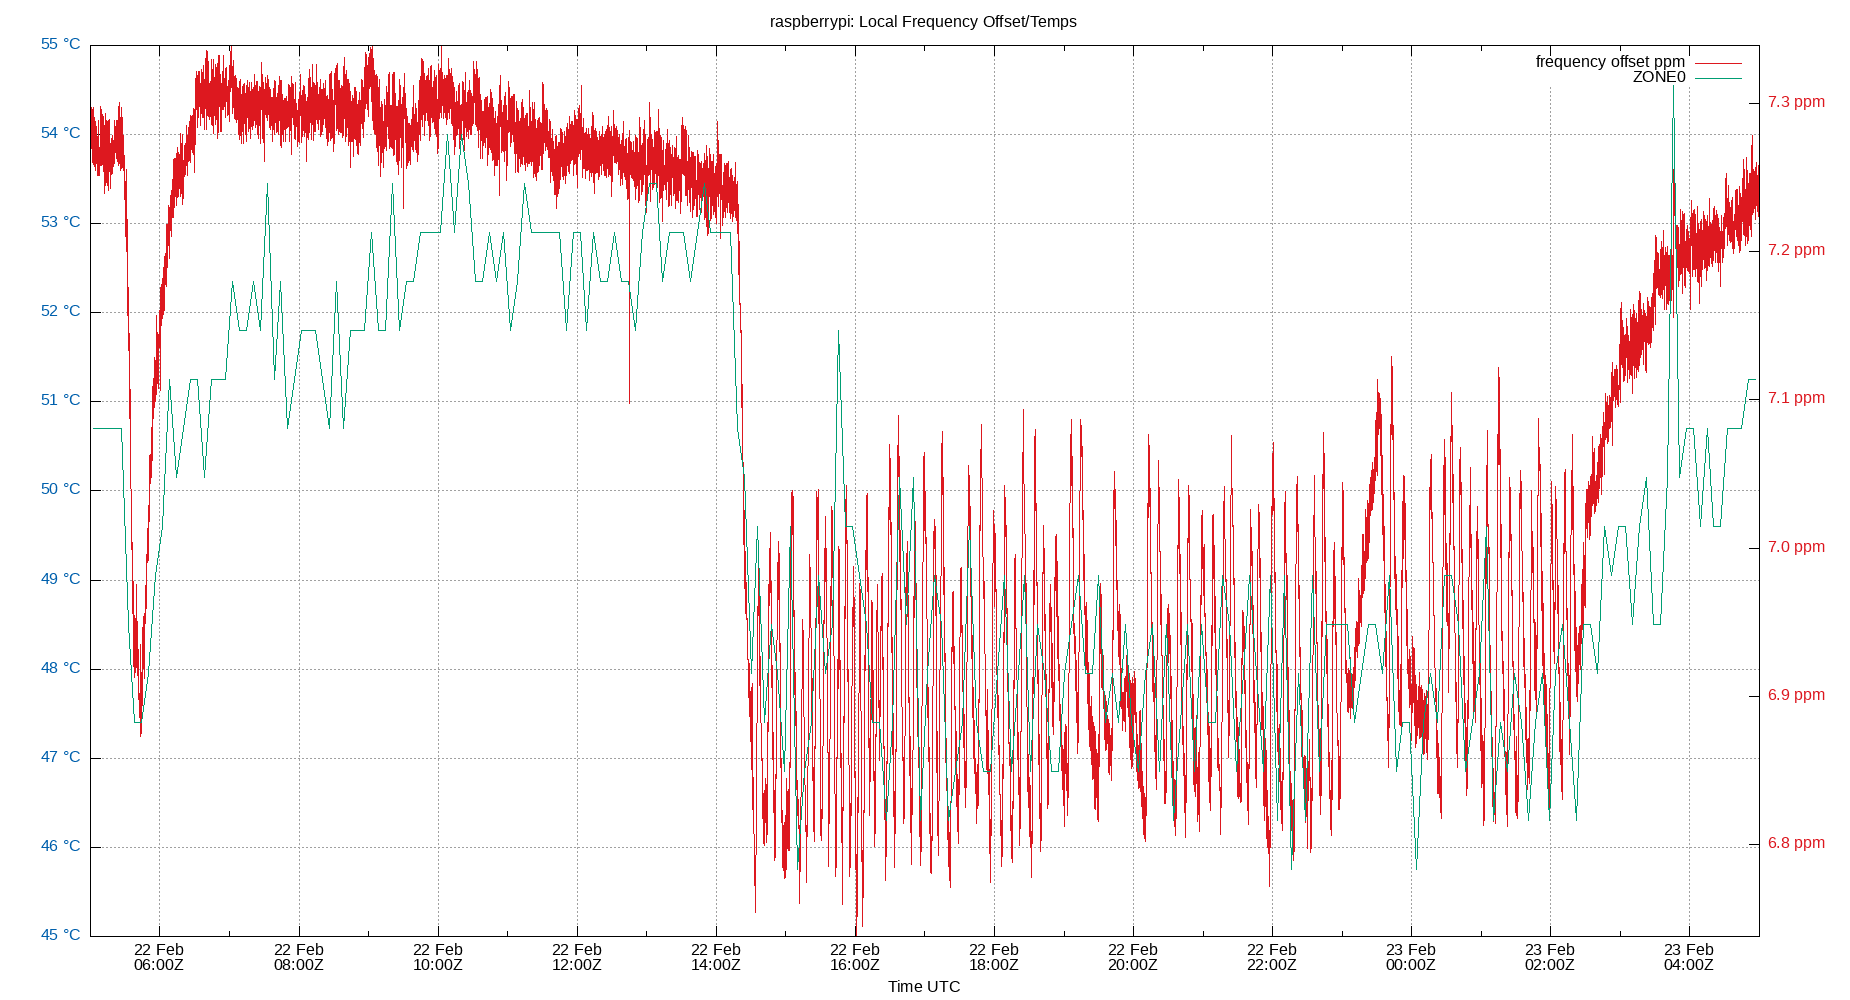 raspberrypi: Local Frequency Offset/Temps
frequency offset ppm
ZONE0
55 °C
54 °C
53 °C
52 °C
51 °C
50 °C
49 °C
48 °C
47 °C
46 °C
45 °C
7.3 ppm
7.2 ppm
7.1 ppm
7.0 ppm
6.9 ppm
6.8 ppm
22 Feb
06:00Z
22 Feb
08:00Z
22 Feb
10:00Z
22 Feb
12:00Z
22 Feb
14:00Z
22 Feb
16:00Z
22 Feb
18:00Z
22 Feb
20:00Z
22 Feb
22:00Z
23 Feb
00:00Z
23 Feb
02:00Z
23 Feb
04:00Z
Time UTC